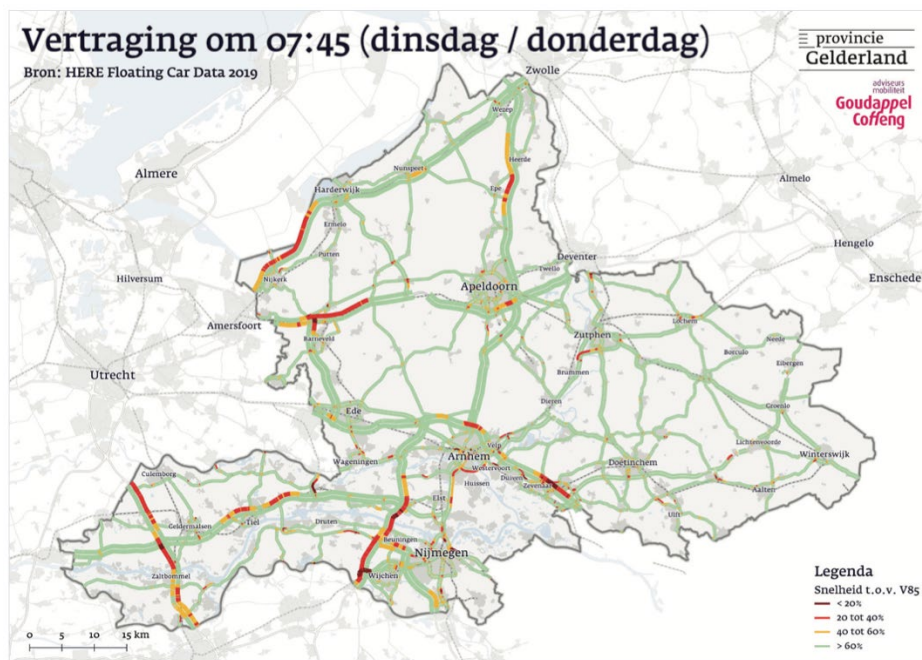 Vertraging om 07:45 (dinsdag / donderdag)
Bron: HERE Floating Car Data 2019
provincie
Gelderland
adviseurs
mobiliteit
Goudappel
Coffeng
Zwolle
Wezep
Heerde
Nunspeet
Almere
Harderwijk
Epe
Almelo
Ermelo
Putten
Hengelo
Deventer
Twello
Hilversum
Nijkerk
Enschede
Apeldoorn
Amersfoort
Lochem
Barneveld
Zutphen
Neede
Borculo
Eibergen
Utrecht
Brummen
Dieren
Ede
Groenlo
Velp
Lichtenvoorde
Wageningen
Arnhem
Westervoort
Doetinchem
Winterswijk
Culemborg
Duiven
Zevenaar
Huissen
Aalten
Elst
Ulft
Geldermalsen
Tiel
Druten
Beuningen
Nijmegen
Zaltbommel
Wijchen
Legenda
Snelheid t.o.v. V85
< 20%
20 tot 40%
40 tot 60%
> 60%
0 5 10 15 km